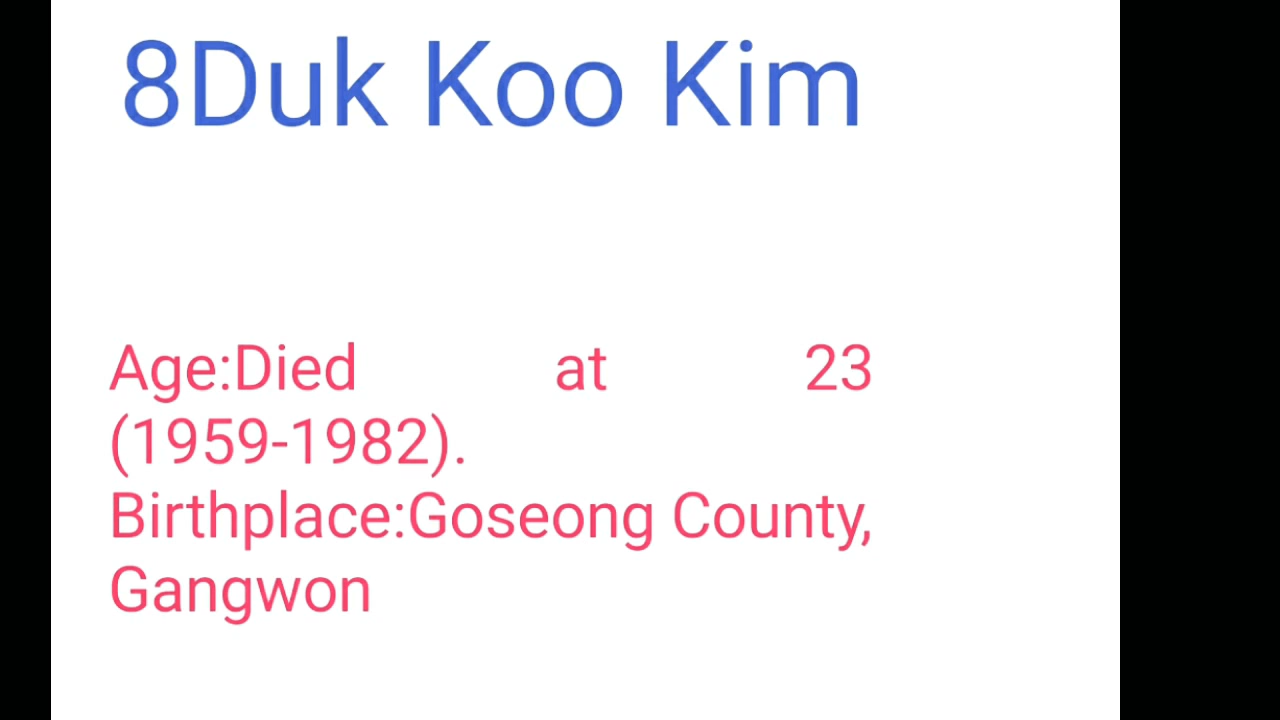 8Duk Koo Kim
Age:Died at 23
(1959-1982).
Birthplace:Goseong County,
Gangwon